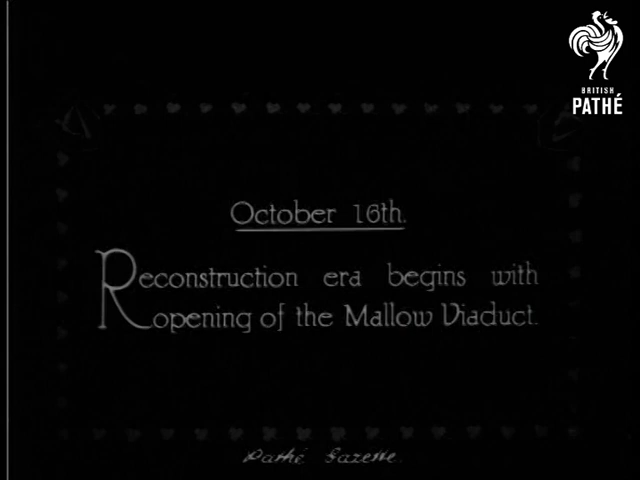 BRITISH
PATHÉ
October 16th.
Reconstruction era begins with
opening of the Mallow Viaduct.
Pathé Gazette.